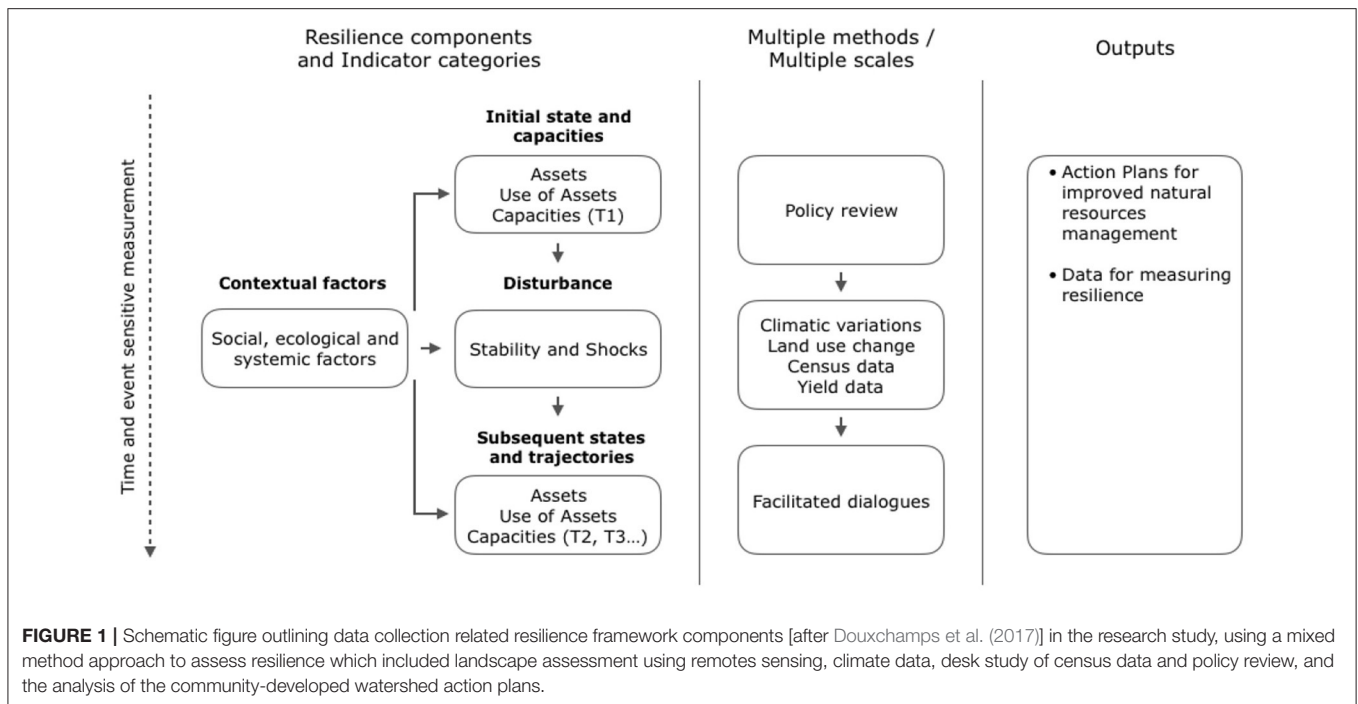 Resilience components
and Indicator categories
Multiple methods /
Multiple scales
Outputs
Time and event sensitive measurement
Contextual factors
Social, ecological and
systemic factors
Initial state and
capacities
Assets
Use of Assets
Capacities (T1)
Disturbance
Stability and Shocks
Subsequent states
and trajectories
Assets
Use of Assets
Capacities (T2, T3...)
Policy review
Climatic variations
Land use change
Census data
Yield data
Facilitated dialogues
• Action Plans for
improved natural
resources
management
• Data for measuring
resilience
FIGURE 1 | Schematic figure outlining data collection related resilience framework components [after Douxchamps et al. (2017)] in the research study, using a mixed
method approach to assess resilience which included landscape assessment using remotes sensing, climate data, desk study of census data and policy review, and
the analysis of the community-developed watershed action plans.